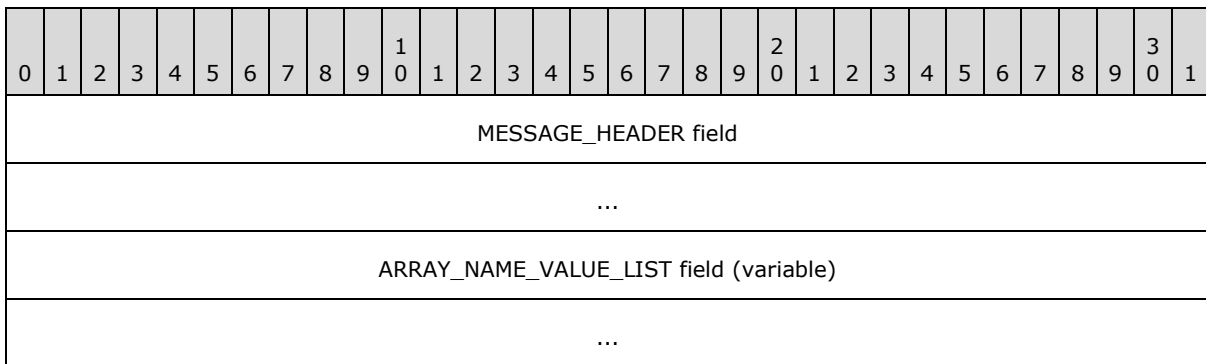 1 2 3
0 1 2 3 4 5 6 7 8 9 0 1 2 3 4 5 6 7 8 9 0 1 2 3 4 5 6 7 8 9 0 1
MESSAGE_HEADER field
...
ARRAY_NAME_VALUE_LIST field (variable)
...